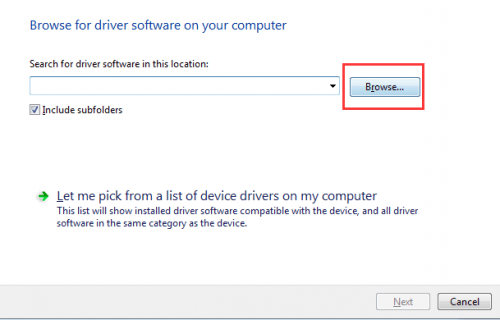 Browse for driver software on your computer
Search for driver software in this location:
Browse...
Include subfolders
Let me pick from a list of device drivers on my computer
This list will show installed driver software compatible with the device, and all driver
software in the same category as the device.
Next Cancel